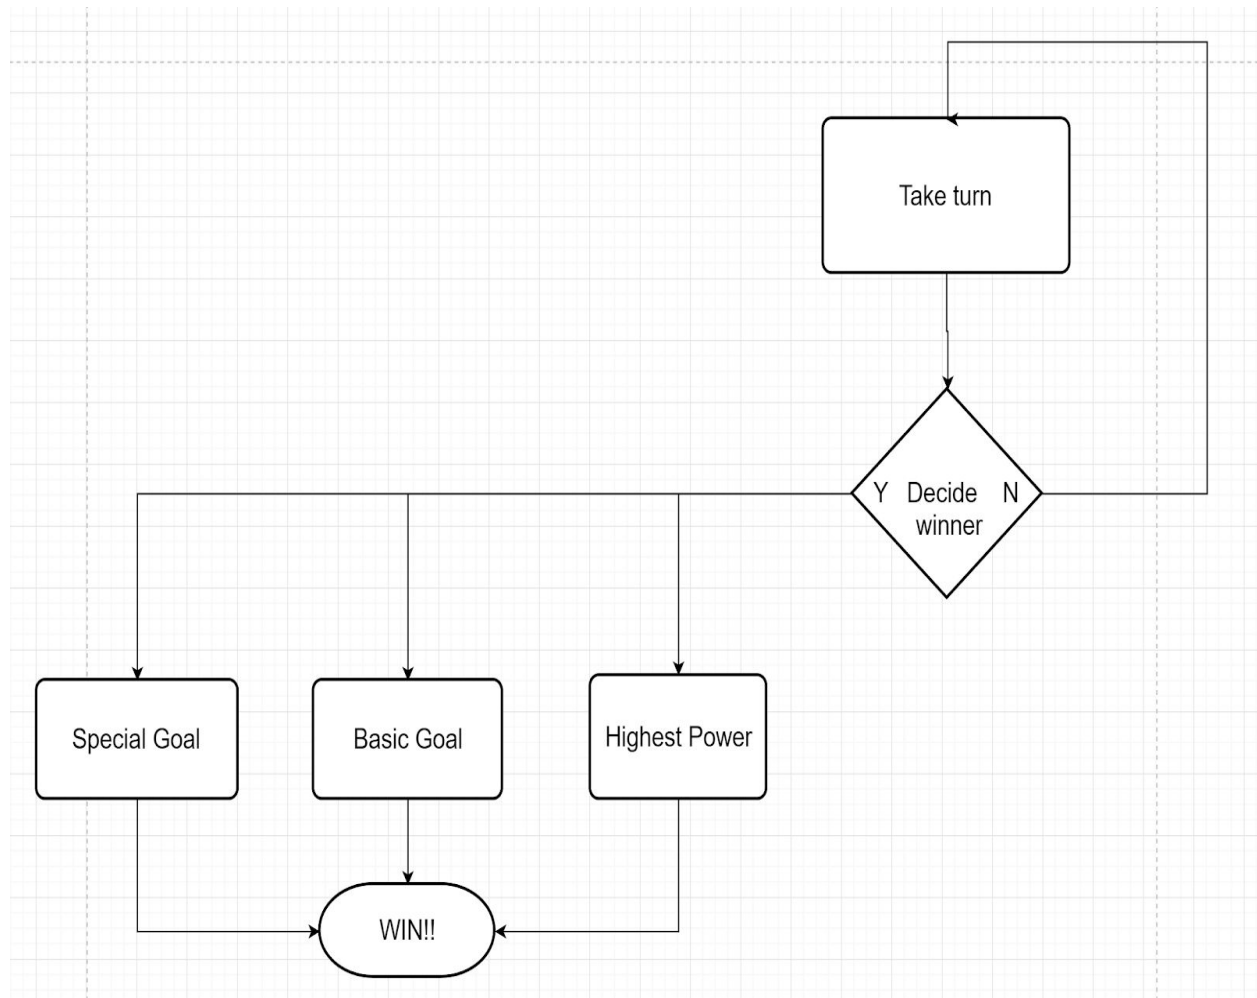 Take turn
Y Decide N
winner
Special Goal
Basic Goal
Highest Power
WIN!!